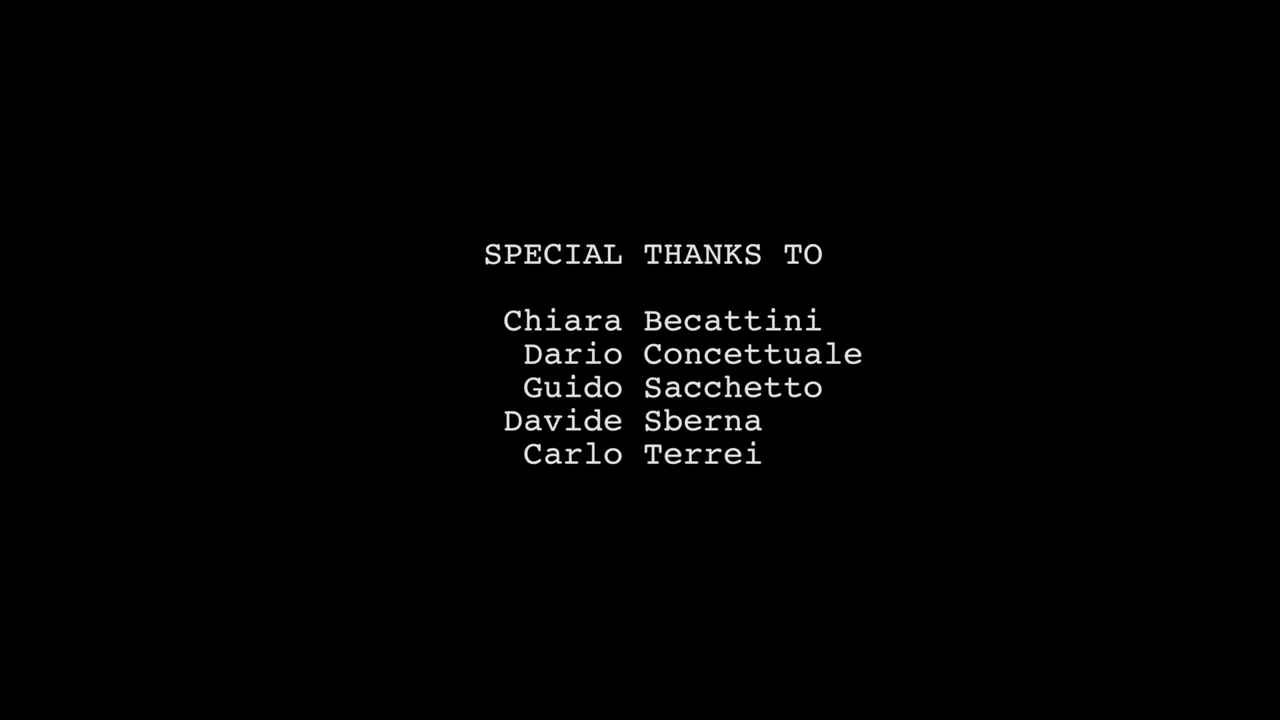 SPECIAL THANKS TO
Chiara Becattini
Dario Concettuale
Guido Sacchetto
Davide Sberna
Carlo Terrei